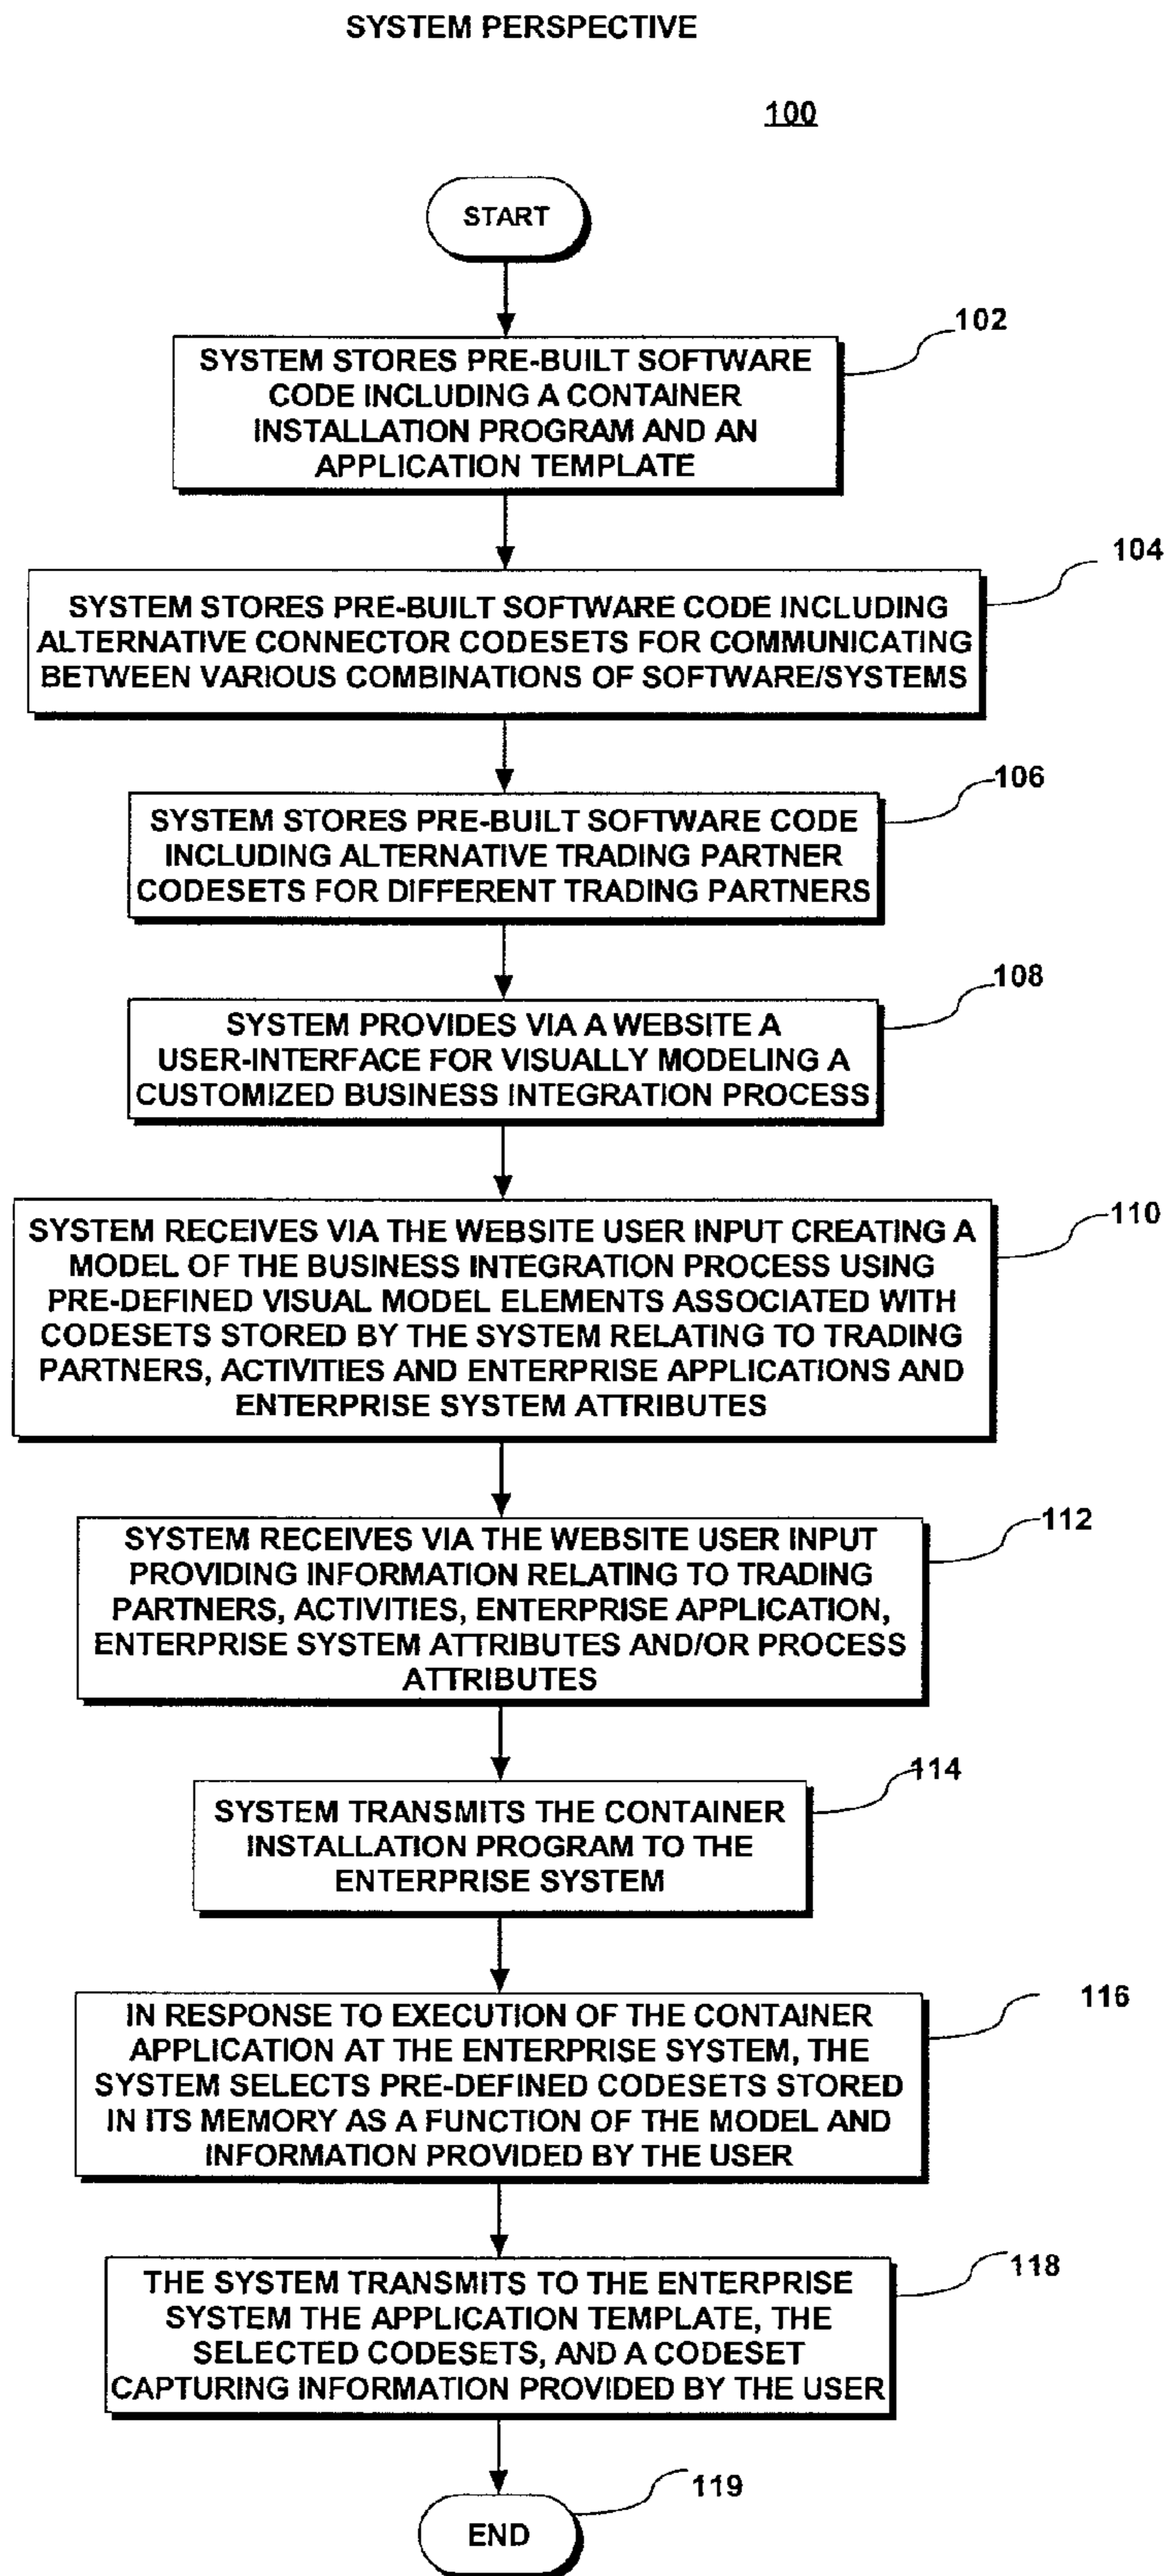 SYSTEM PERSPECTIVE
100
START
102
SYSTEM STORES PRE-BUILT SOFTWARE
CODE INCLUDING A CONTAINER
INSTALLATION PROGRAM AND AN
APPLICATION TEMPLATE
104
SYSTEM STORES PRE-BUILT SOFTWARE CODE INCLUDING
ALTERNATIVE CONNECTOR CODESETS FOR COMMUNICATING
BETWEEN VARIOUS COMBINATIONS OF SOFTWARE/SYSTEMS
106
SYSTEM STORES PRE-BUILT SOFTWARE CODE
INCLUDING ALTERNATIVE TRADING PARTNER
CODESETS FOR DIFFERENT TRADING PARTNERS
108
SYSTEM PROVIDES VIA A WEBSITE A
USER-INTERFACE FOR VISUALLY MODELING A
CUSTOMIZED BUSINESS INTEGRATION PROCESS
110
SYSTEM RECEIVES VIA THE WEBSITE USER INPUT CREATING A
MODEL OF THE BUSINESS INTEGRATION PROCESS USING
PRE-DEFINED VISUAL MODEL ELEMENTS ASSOCIATED WITH
CODESETS STORED BY THE SYSTEM RELATING TO TRADING
PARTNERS, ACTIVITIES AND ENTERPRISE APPLICATIONS AND
ENTERPRISE SYSTEM ATTRIBUTES
112
SYSTEM RECEIVES VIA THE WEBSITE USER INPUT
PROVIDING INFORMATION RELATING TO TRADING
PARTNERS, ACTIVITIES, ENTERPRISE APPLICATION,
ENTERPRISE SYSTEM ATTRIBUTES AND/OR PROCESS
ATTRIBUTES
114
SYSTEM TRANSMITS THE CONTAINER
INSTALLATION PROGRAM TO THE
ENTERPRISE SYSTEM
116
IN RESPONSE TO EXECUTION OF THE CONTAINER
APPLICATION AT THE ENTERPRISE SYSTEM, THE
SYSTEM SELECTS PRE-DEFINED CODESETS STORED
IN ITS MEMORY AS A FUNCTION OF THE MODEL AND
INFORMATION PROVIDED BY THE USER
118
THE SYSTEM TRANSMITS TO THE ENTERPRISE
SYSTEM THE APPLICATION TEMPLATE, THE
SELECTED CODESETS, AND A CODESET
CAPTURING INFORMATION PROVIDED BY THE USER
119
END